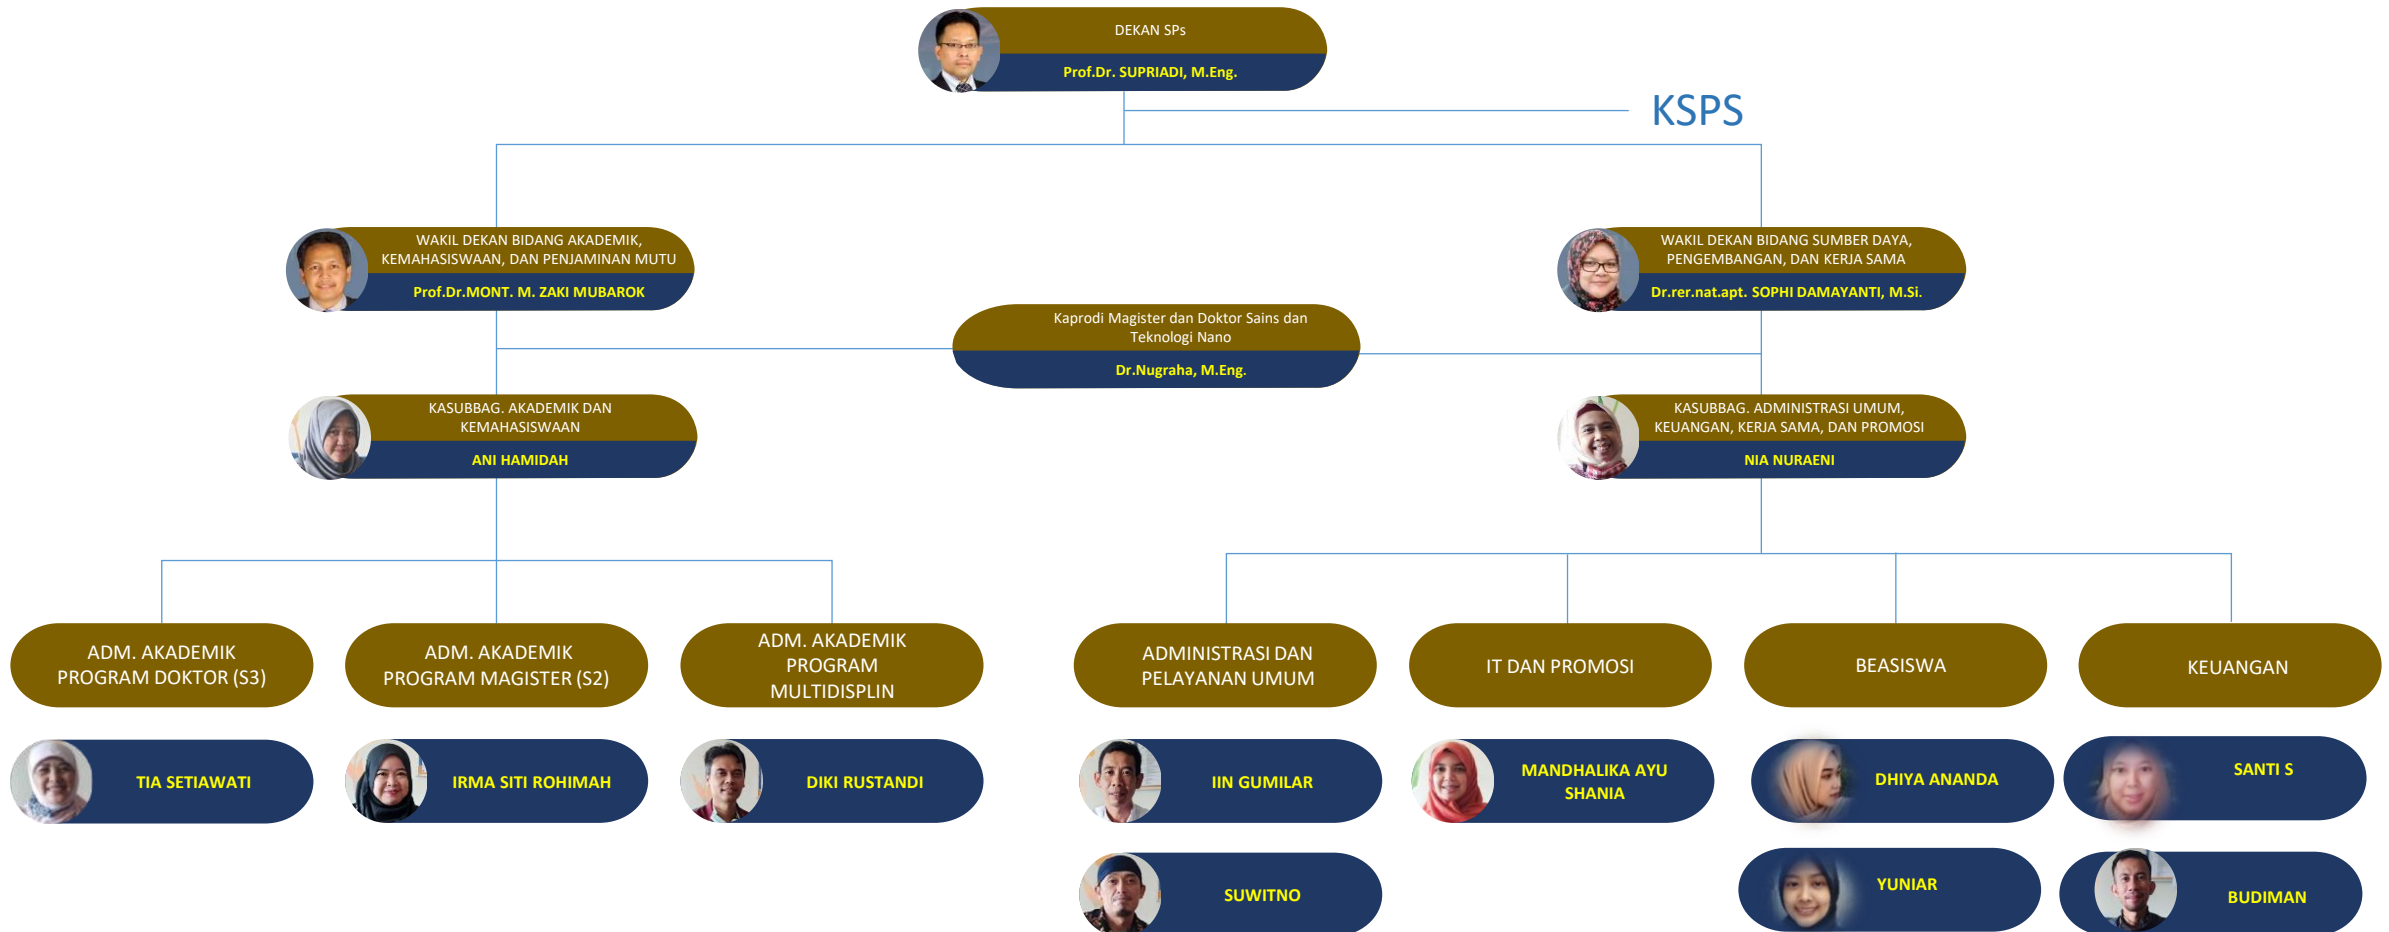 DEKAN SPs
Prof.Dr. SUPRIADI, M.Eng.
KSPS
WAKIL DEKAN BIDANG AKADEMIK,
KEMAHASISWAAN, DAN PENJAMINAN MUTU
Prof.Dr.MONT. M. ZAKI MUBAROK
WAKIL DEKAN BIDANG SUMBER DAYA,
PENGEMBANGAN, DAN KERJA SAMA
Dr.rer.nat.apt. SOPHI DAMAYANTI, M.Si.
Kaprodi Magister dan Doktor Sains dan
Teknologi Nano
Dr.Nugraha, M.Eng.
KASUBBAG. AKADEMIK DAN
KEMAHASISWAAN
ANI HAMIDAH
KASUBBAG. ADMINISTRASI UMUM,
KEUANGAN, KERJA SAMA, DAN PROMOSI
NIA NURAENI
ADM. AKADEMIK
PROGRAM DOKTOR (S3)
ADM. AKADEMIK
PROGRAM MAGISTER (S2)
ADM. AKADEMIK
PROGRAM
MULTIDISPLIN
ADMINISTRASI DAN
PELAYANAN UMUM
IT DAN PROMOSI
BEASISWA
KEUANGAN
TIA SETIAWATI
IRMA SITI ROHIMAH
DIKI RUSTANDI
IIN GUMILAR
MANDHALIKA AYU
SHANIA
DHIYA ANANDA
SANTI S
SUWITNO
YUNIAR
BUDIMAN